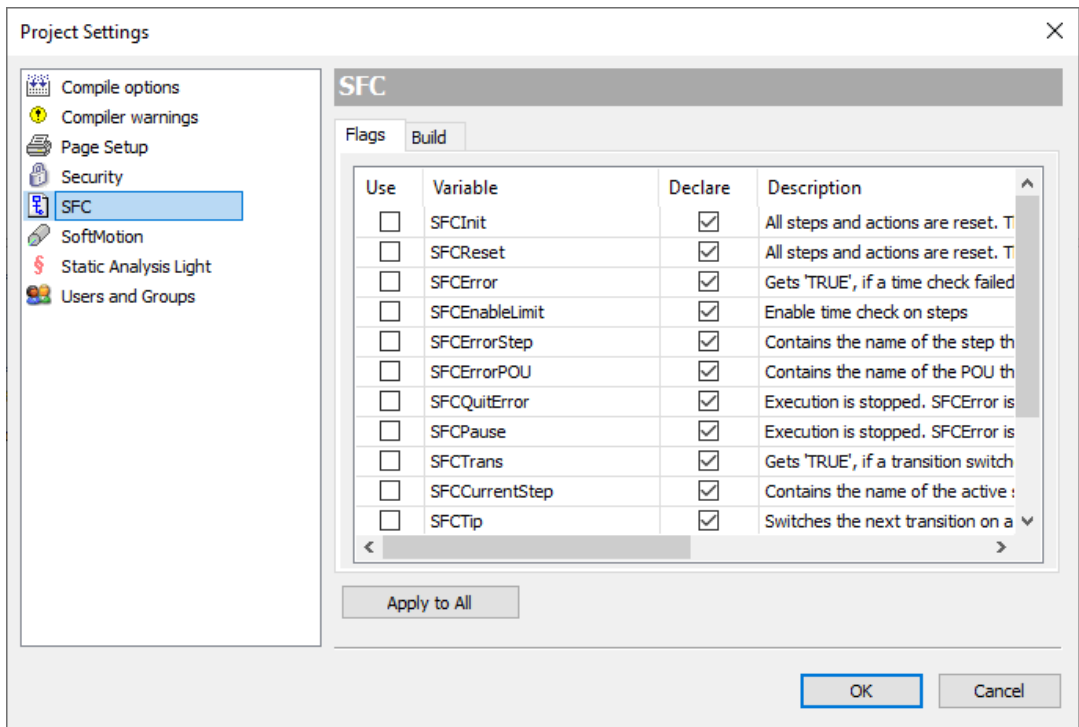 Project Settings
Compile options
Compiler warnings
Page Setup
Security
SFC
SoftMotion
Static Analysis Light
Users and Groups
SFC
Flags Build
Use Variable Declare Description
SFCInit All steps and actions are reset. T
SFCReset All steps and actions are reset. T
SFCError Gets 'TRUE', if a time check failed
SFCEnableLimit Enable time check on steps
SFCErrorStep Contains the name of the step th
SFCErrorPOU Contains the name of the POU th
SFCQuitError Execution is stopped. SFCError is
SFCPause Execution is stopped. SFCError is
SFCTrans Gets 'TRUE', if a transition switch
SFCCurrentStep Contains the name of the active
SFCTip Switches the next transition on a
Apply to All
OK Cancel